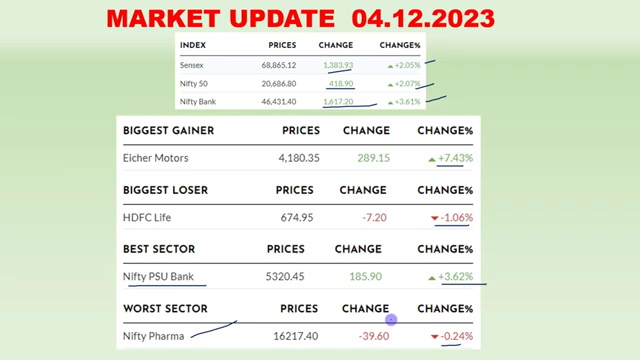 MARKET UPDATE 04.12.2023
INDEX PRICES CHANGE CHANGE%
Sensex 68,865.12 1,383.93 +2.05%
Nifty 50 20,686.80 418.90 +2.07%
Nifty Bank 46,431.40 1,617.20 +3.61%
BIGGEST GAINER PRICES CHANGE CHANGE%
Eicher Motors 4,180.35 289.15 +7.43%
BIGGEST LOSER PRICES CHANGE CHANGE%
HDFC Life 674.95 -7.20 -1.06%
BEST SECTOR PRICES CHANGE CHANGE%
Nifty PSU Bank 5320.45 185.90 +3.62%
WORST SECTOR PRICES CHANGE CHANGE%
Nifty Pharma 16217.40 -39.60 -0.24%